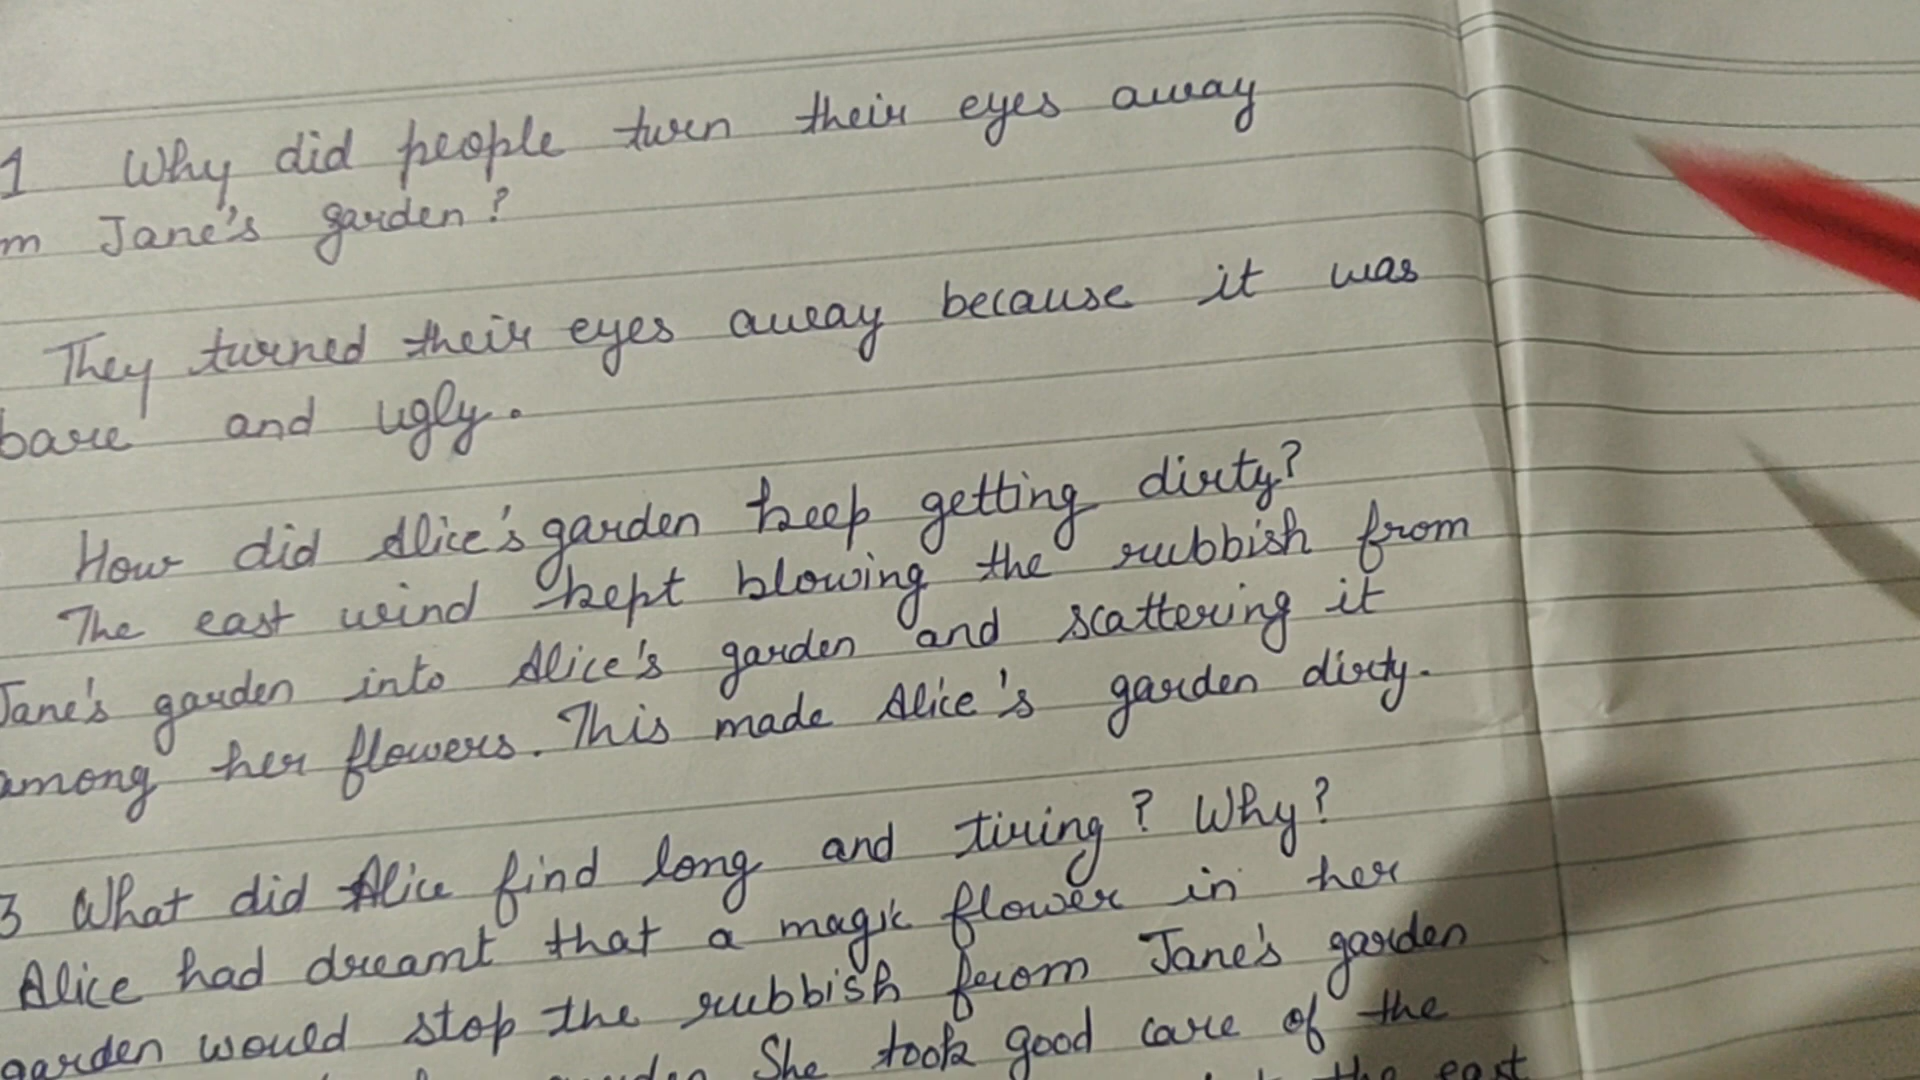 1 Why did people turn their eyes away
m Jane's garden?
They turned their eyes away because it was
bare and ugly.
How did Alice's garden keep getting dirty?
The east wind kept blowing the rubbish from
Jane's garden into Alice's garden and scattering it
among her flowers. This made Alice's garden dirty.
3 What did Alice find long and tiring? Why?
Alice had dreamt that a magic flower in her
garden would stop the rubbish from Jane's garden
She took good care of the
the east